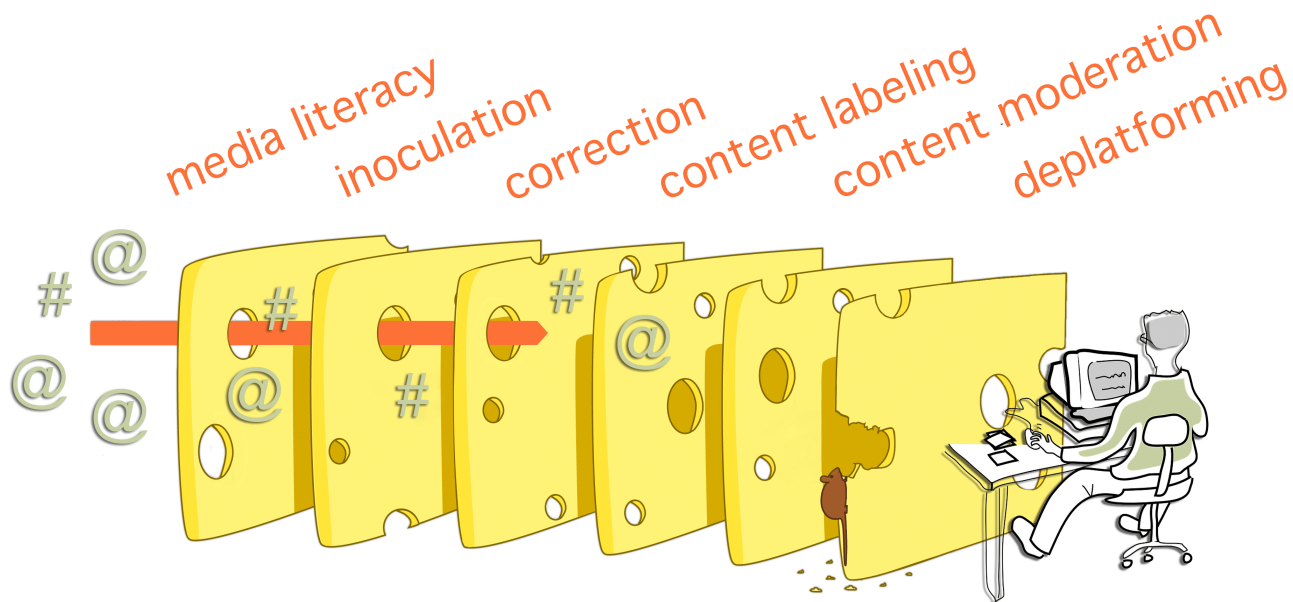 media literacy
inoculation
correction
content labeling
content moderation
deplatforming
@
#
@
@
#
@
#
#
@